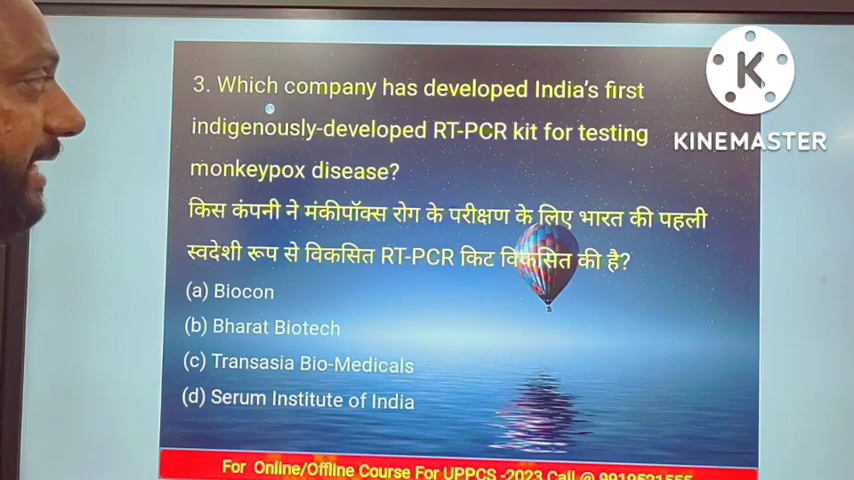 3. Which company has developed India's first
indigenously-developed RT-PCR kit for testing
monkeypox disease?
किस कंपनी ने मंकीपॉक्स रोग के परीक्षण के लिए भारत की पहली
स्वदेशी रूप से विकसित RT-PCR किट विकसित की है?
(a) Biocon
(b) Bharat Biotech
(c) Transasia Bio-Medicals
(d) Serum Institute of India
For Online/Offline Course For UPPCS -2023 Call @
K
KINEMASTER